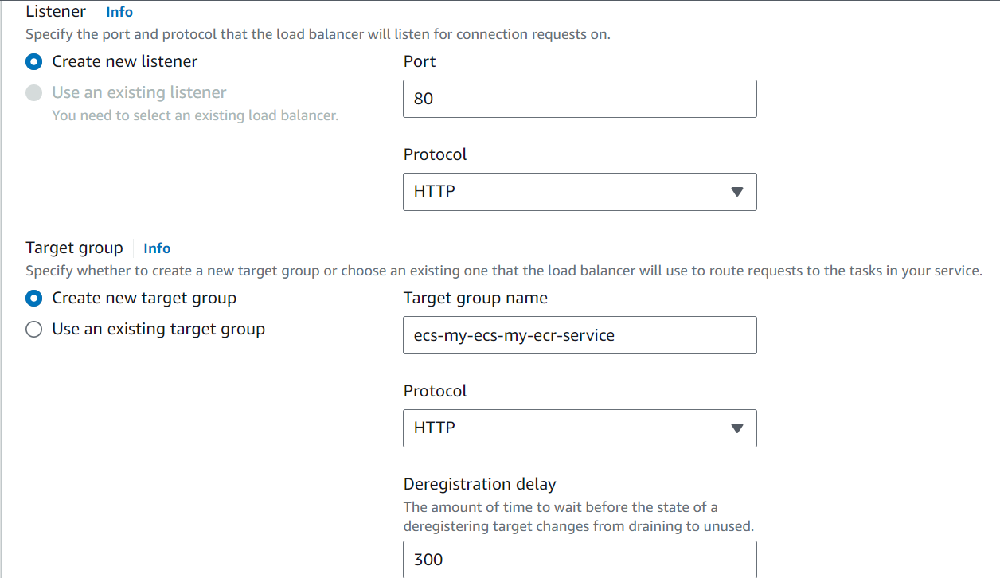 Listener Info
Specify the port and protocol that the load balancer will listen for connection requests on.
Create new listener
Use an existing listener
You need to select an existing load balancer.
Port
80
Protocol
HTTP
Target group Info
Specify whether to create a new target group or choose an existing one that the load balancer will use to route requests to the tasks in your service.
Create new target group
Use an existing target group
Target group name
ecs-my-ecs-my-ecr-service
Protocol
HTTP
Deregistration delay
The amount of time to wait before the state of a
deregistering target changes from draining to unused.
300